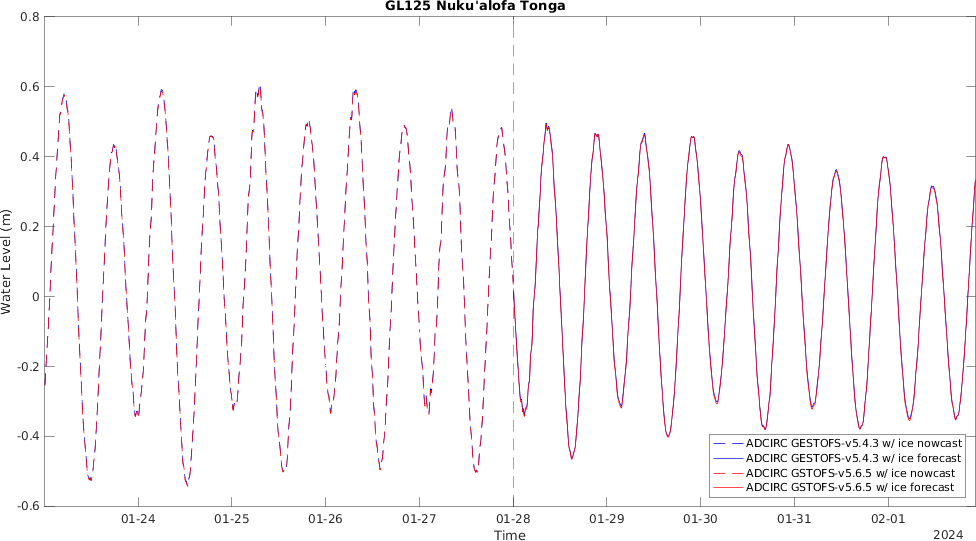 GL125 Nuku'alofa Tonga
0.8
0.6
0.4
0.2
0
-0.2
-0.4
-0.6
Water Level (m)
01-24 01-25 01-26 01-27 01-28 01-29 01-30 01-31 02-01
Time
2024
ADCIRC GESTOFS-v5.4.3 w/ ice nowcast
ADCIRC GESTOFS-v5.4.3 w/ ice forecast
ADCIRC GSTOFS-v5.6.5 w/ ice nowcast
ADCIRC GSTOFS-v5.6.5 w/ ice forecast